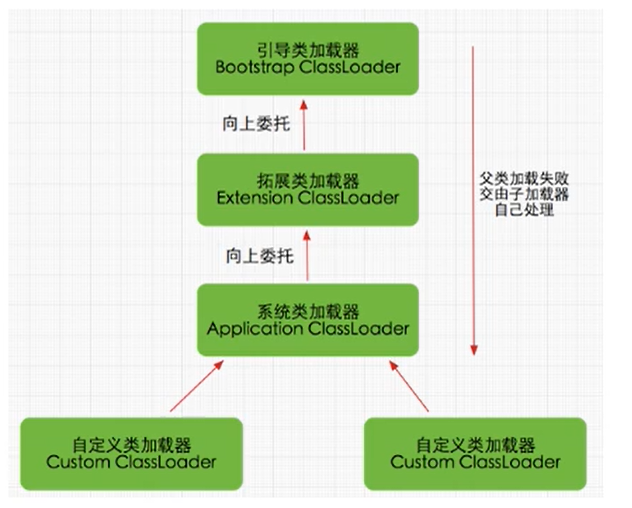 引导类加载器
Bootstrap ClassLoader
向上委托
拓展类加载器
Extension ClassLoader
父类加载失败
交由子加载器
自己处理
向上委托
系统类加载器
Application ClassLoader
自定义类加载器
Custom ClassLoader
自定义类加载器
Custom ClassLoader